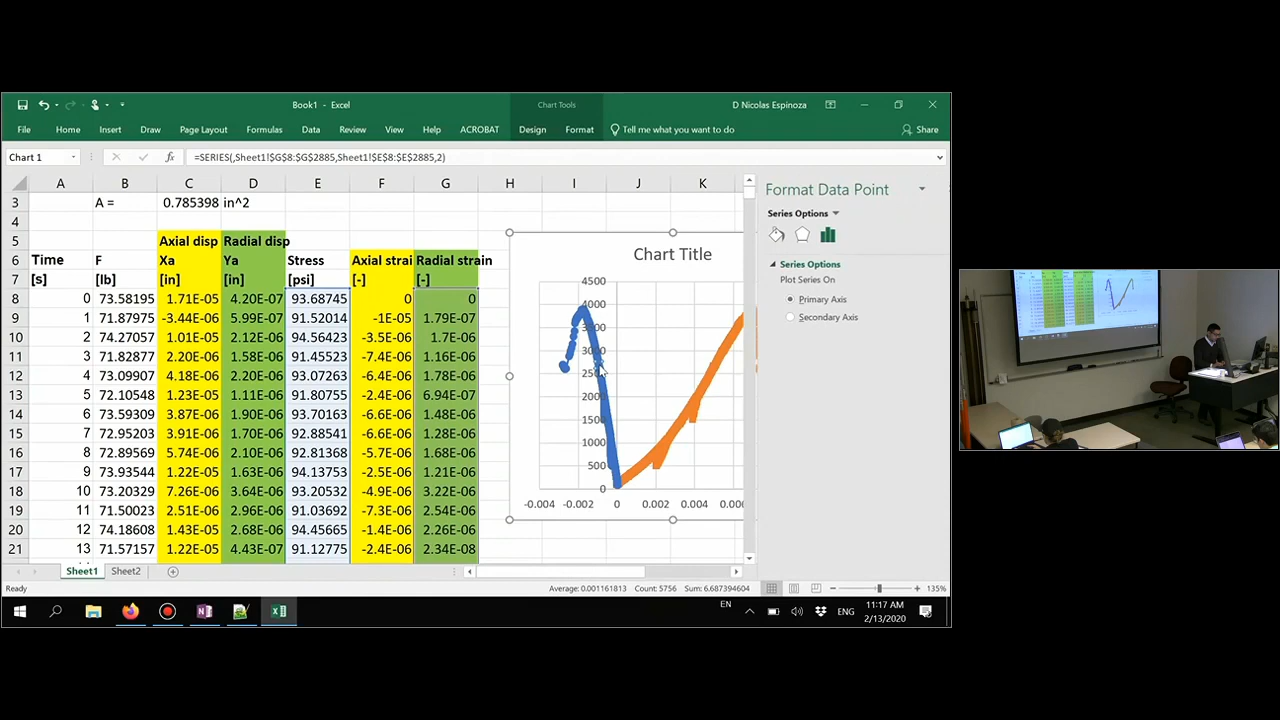 Book1 - Excel
Chart Tools
D Nicolas Espinoza
File Home Insert Draw Page Layout Formulas Data Review View Help ACROBAT Design Format Tell me what you want to do Share
Chart 1 fx =SERIES(,Sheet1!$G$8:$G$2885,Sheet1!$E$8:$E$2885,2)
A B C D E F G H I J K
3 A = 0.785398 in^2
4
5 Axial disp Radial disp
6 Time F Xa Ya Stress Axial strai Radial strain
7 [s] [lb] [in] [in] [psi] [-] [-]
8 0 73.58195 1.71E-05 4.20E-07 93.68745 0 0
9 1 71.87975 -3.44E-06 5.99E-07 91.52014 -1E-05 1.79E-07
10 2 74.27057 1.01E-05 2.12E-06 94.56423 -3.5E-06 1.7E-06
11 3 71.82877 2.20E-06 1.58E-06 91.45523 -7.4E-06 1.16E-06
12 4 73.09907 4.18E-06 2.20E-06 93.07263 -6.4E-06 1.78E-06
13 5 72.10548 1.23E-05 1.11E-06 91.80755 -2.4E-06 6.94E-07
14 6 73.59309 3.87E-06 1.90E-06 93.70163 -6.6E-06 1.48E-06
15 7 72.95203 3.91E-06 1.70E-06 92.88541 -6.6E-06 1.28E-06
16 8 72.89569 5.74E-06 2.10E-06 92.81368 -5.7E-06 1.68E-06
17 9 73.93544 1.22E-05 1.63E-06 94.13753 -2.5E-06 1.21E-06
18 10 73.20329 7.26E-06 3.64E-06 93.20532 -4.9E-06 3.22E-06
19 11 71.50023 2.51E-06 2.96E-06 91.03692 -7.3E-06 2.54E-06
20 12 74.18608 1.43E-05 2.68E-06 94.45665 -1.4E-06 2.26E-06
21 13 71.57157 1.22E-05 4.43E-07 91.12775 -2.4E-06 2.34E-08
Chart Title
4500
4000
3500
3000
2500
2000
1500
1000
500
0
-0.004 -0.002 0 0.002 0.004
Format Data Point
Series Options
Series Options
Plot Series On
Primary Axis
Secondary Axis
Sheet1 Sheet2
Ready Average: 0.001161813 Count: 5756 Sum: 6.687394604 135%
EN
ENG
11:17 AM
2/13/2020